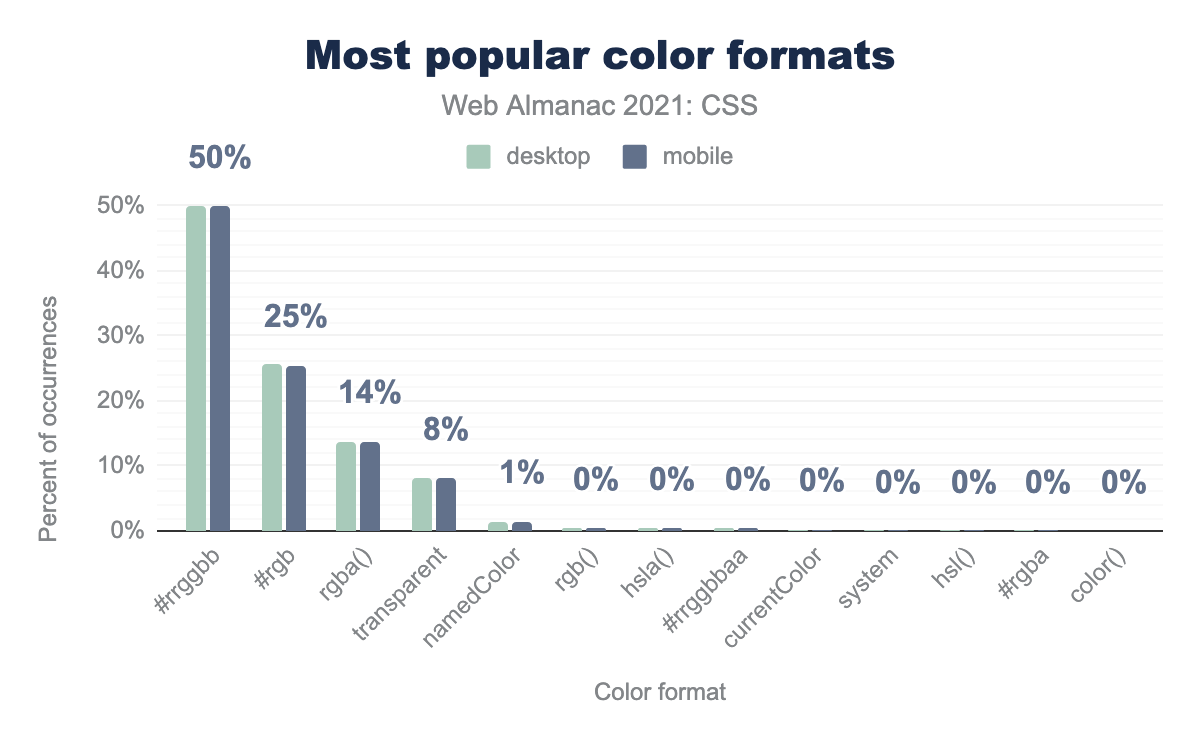 Most popular color formats
Web Almanac 2021: CSS
desktop mobile
50%
25%
14%
8%
1%
0%
0%
0%
0%
0%
0%
0%
0%
Percent of occurrences
50%
40%
30%
20%
10%
0%
#rrggbb
#rgb
rgba()
transparent
namedColor
rgb()
hsla()
#rrggbbaa
currentColor
system
hsl()
#rgba
color()
Color format